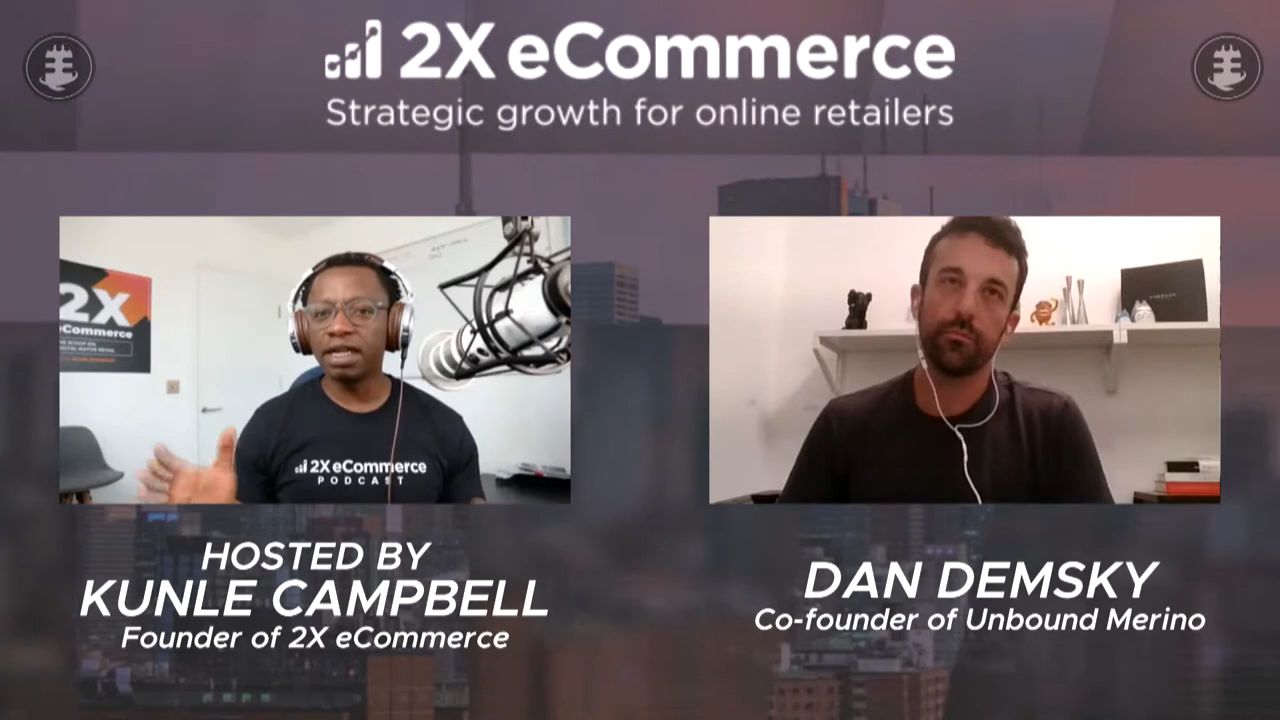 2X eCommerce
Strategic growth for online retailers
2X
eCommerce
2X eCommerce
PODCAST
HOSTED BY
KUNLE CAMPBELL
Founder of 2X eCommerce
DAN DEMSKY
Co-founder of Unbound Merino